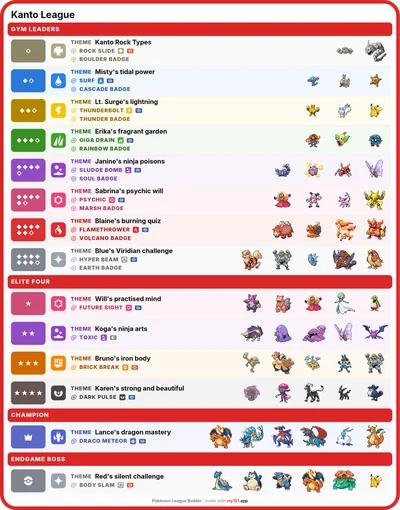 Kanto League
GYM LEADERS
THEME Kanto Rock Types
ROCK SLIDE
BOULDER BADGE
THEME Misty's tidal power
SURF
CASCADE BADGE
THEME Lt. Surge's lightning
THUNDERBOLT
THUNDER BADGE
THEME Erika's fragrant garden
GIGA DRAIN
RAINBOW BADGE
THEME Janine's ninja poisons
SLUDGE BOMB
SOUL BADGE
THEME Sabrina's psychic will
PSYCHIC
MARSH BADGE
THEME Blaine's burning quiz
FLAMETHROWER
VOLCANO BADGE
THEME Blue's Viridian challenge
HYPER BEAM
EARTH BADGE
ELITE FOUR
THEME Will's practised mind
FUTURE SIGHT
THEME Koga's ninja arts
TOXIC
THEME Bruno's iron body
BRICK BREAK
THEME Karen's strong and beautiful
DARK PULSE
CHAMPION
THEME Lance's dragon mastery
DRACO METEOR
ENDGAME BOSS
THEME Red's silent challenge
BODY SLAM
Pokémon League Builder · made with my151.app